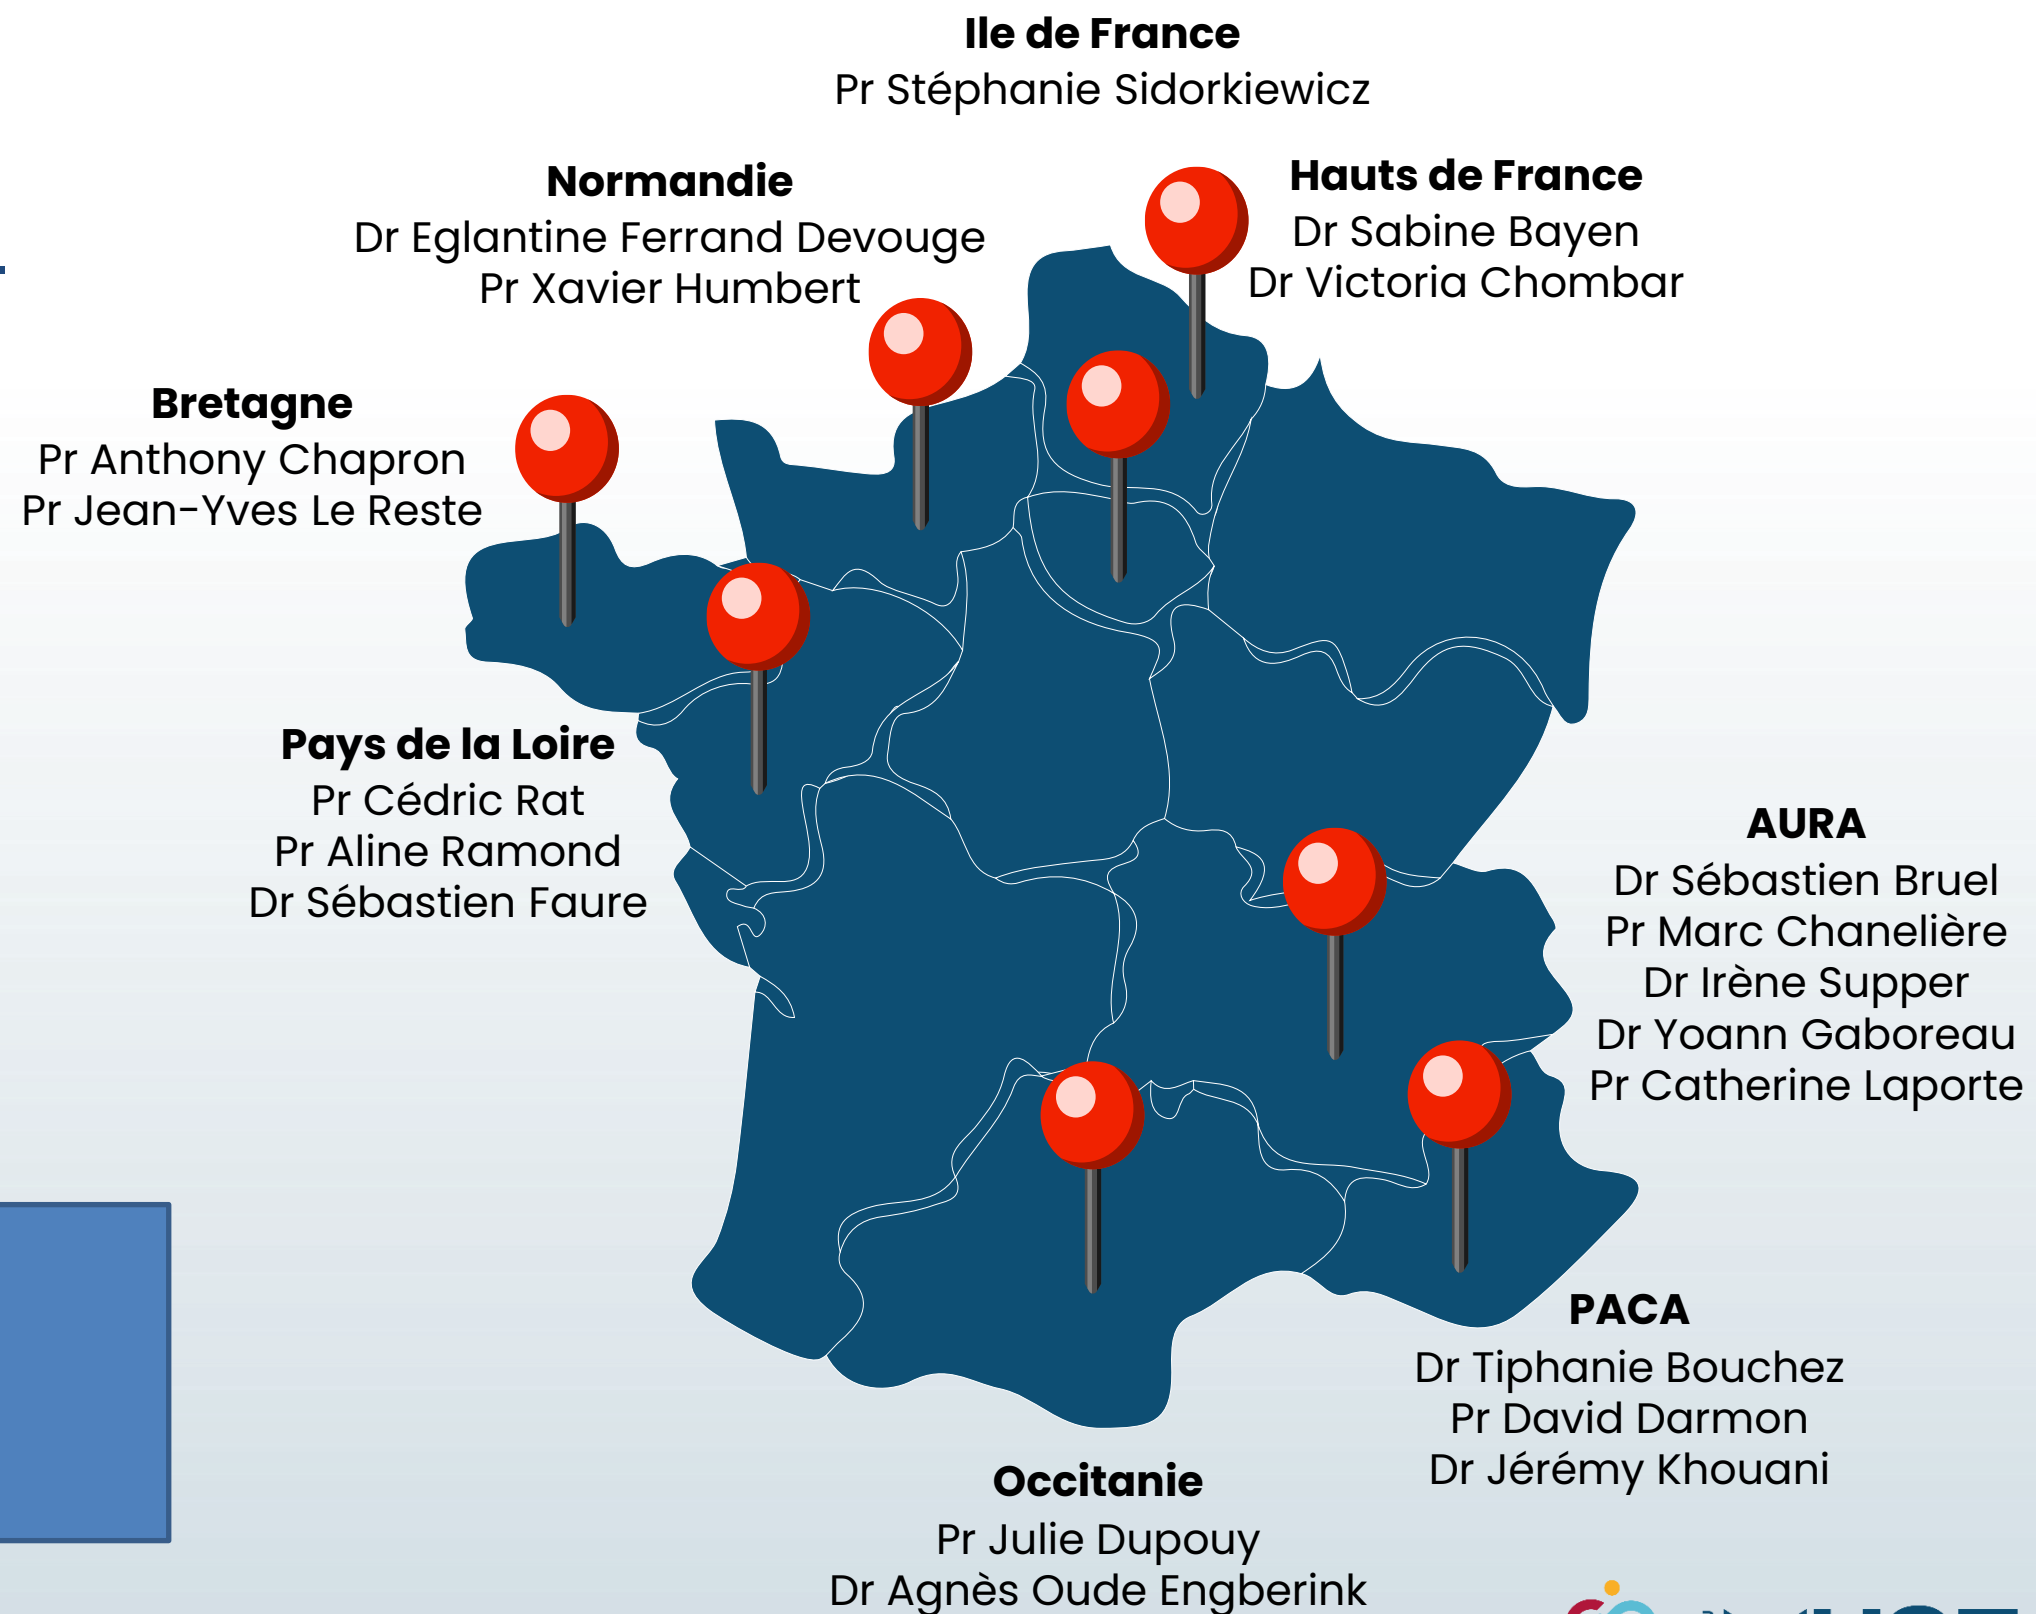 Ile de France
Pr Stéphanie Sidorkiewicz
Normandie
Dr Eglantine Ferrand Devouge
Pr Xavier Humbert
Hauts de France
Dr Sabine Bayen
Dr Victoria Chombar
Bretagne
Pr Anthony Chapron
Pr Jean-Yves Le Reste
Pays de la Loire
Pr Cédric Rat
Pr Aline Ramond
Dr Sébastien Faure
AURA
Dr Sébastien Bruel
Pr Marc Chanelière
Dr Irène Supper
Dr Yoann Gaboreau
Pr Catherine Laporte
PACA
Dr Tiphanie Bouchez
Pr David Darmon
Dr Jérémy Khouani
Occitanie
Pr Julie Dupouy
Dr Agnès Oude Engberink